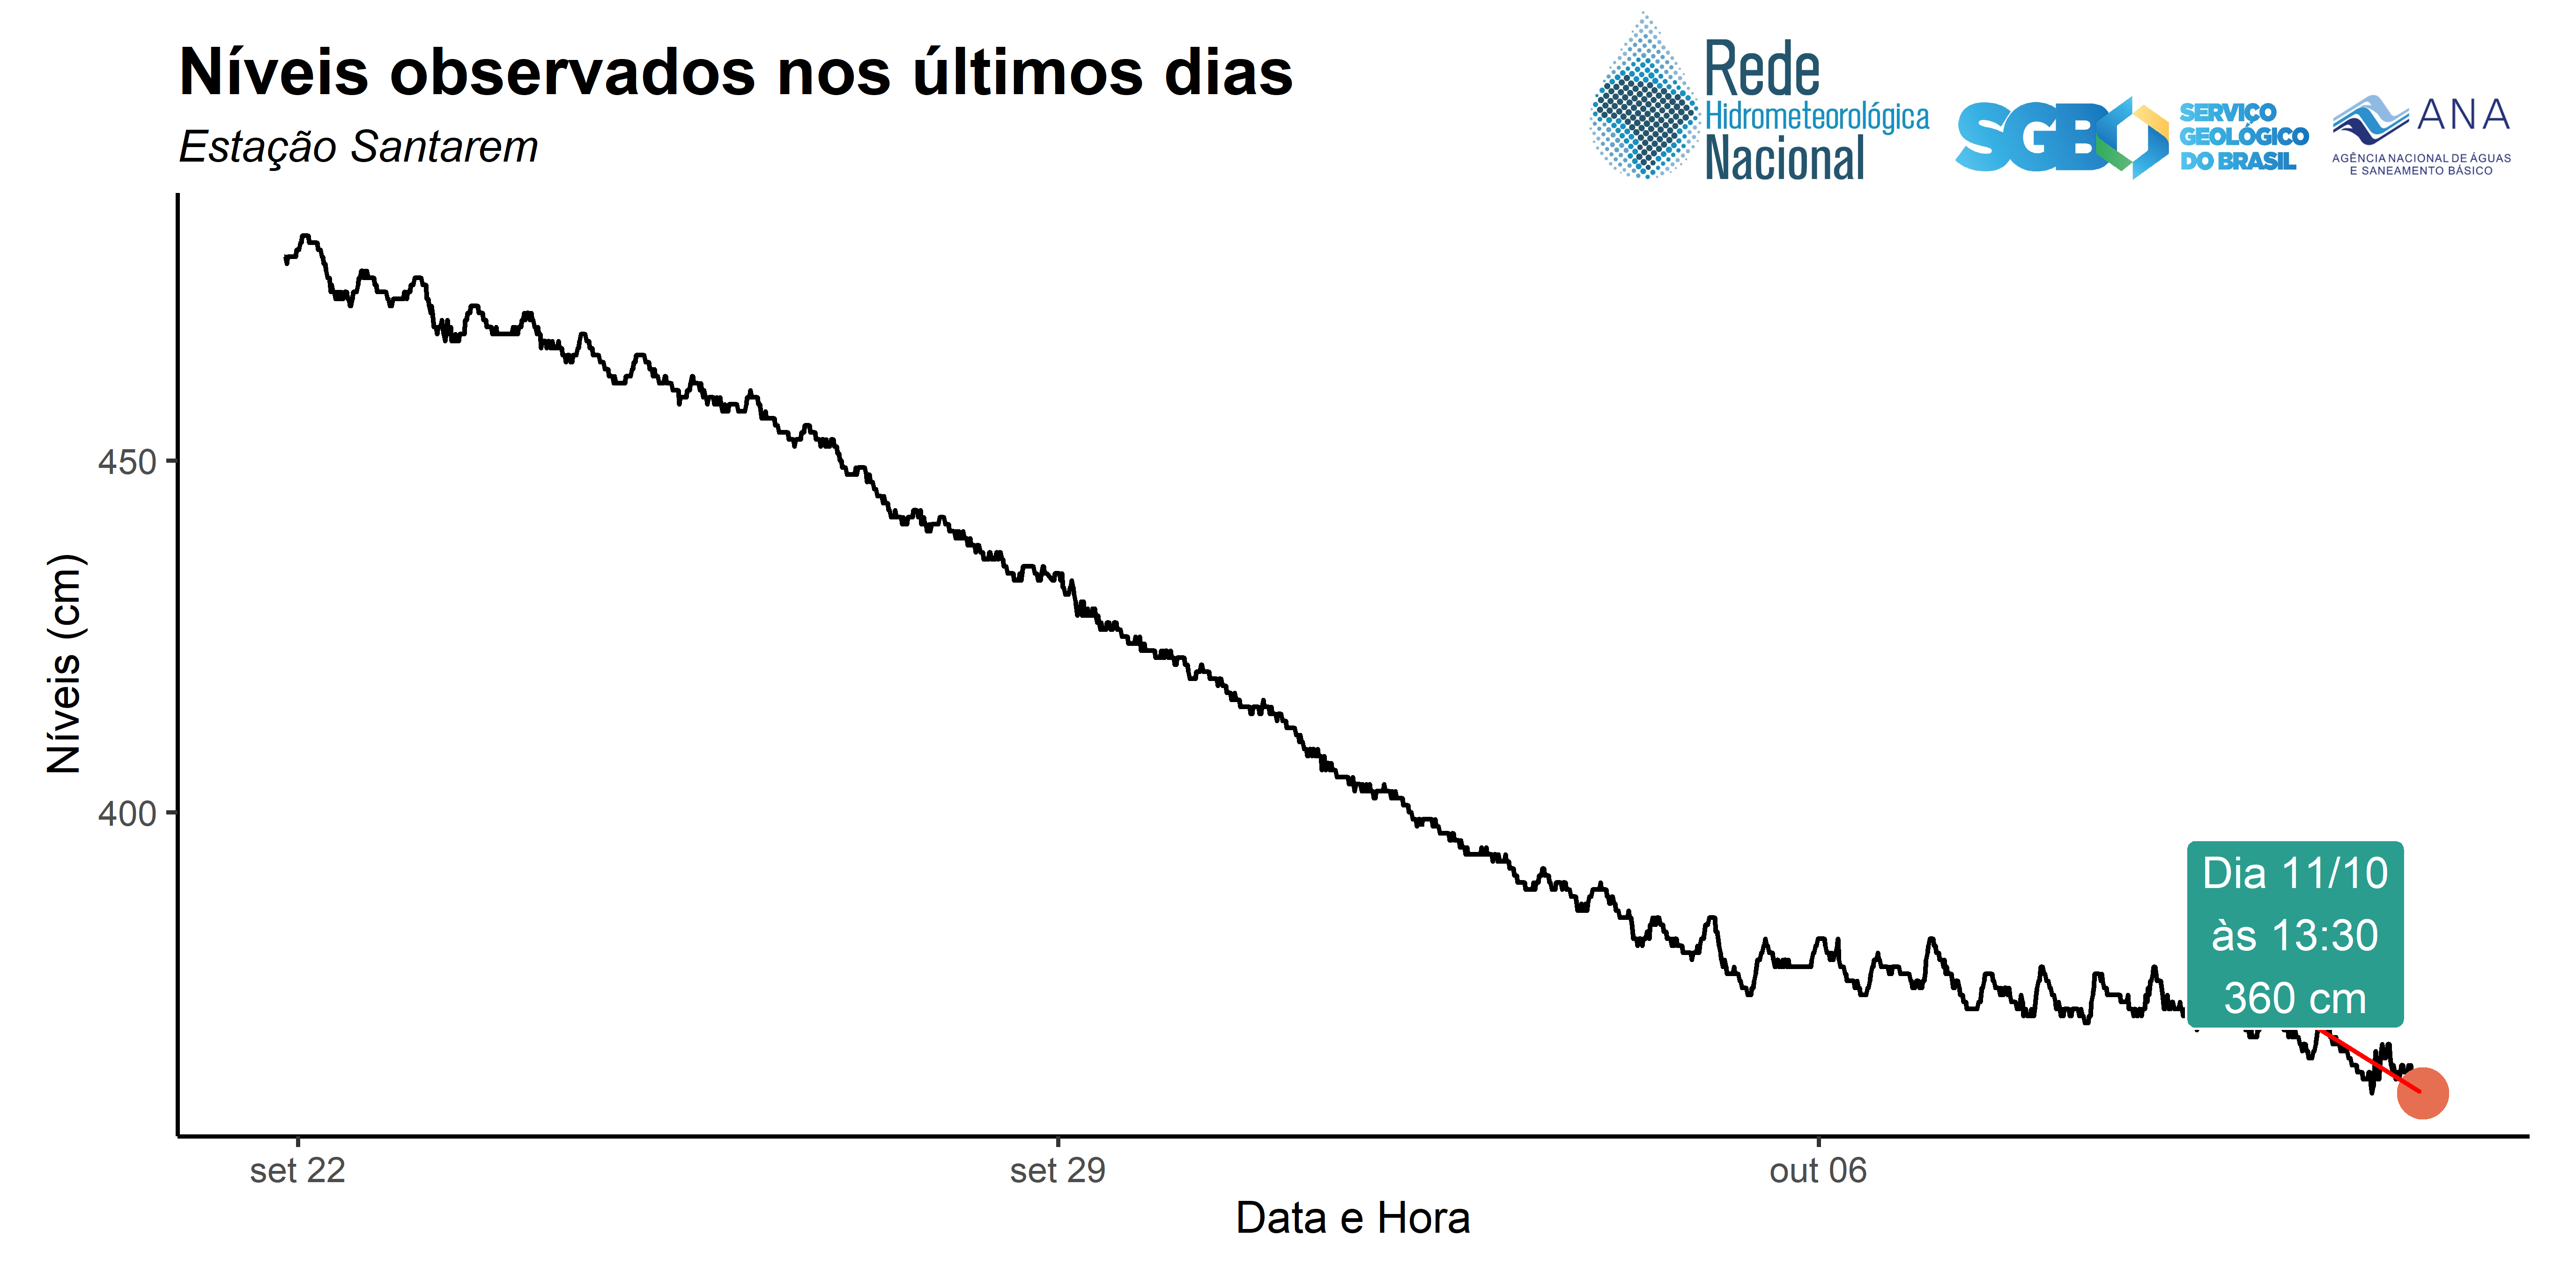 Níveis observados nos últimos dias
Estação Santarem
Rede
Hidrometeorológica
Nacional
SGB
SERVIÇO
GEOLÓGICO
DO BRASIL
ANA
AGÊNCIA NACIONAL DE ÁGUAS
E SANEAMENTO BÁSICO
Níveis (cm)
450
400
Dia 11/10
às 13:30
360 cm
set 22
set 29
out 06
Data e Hora